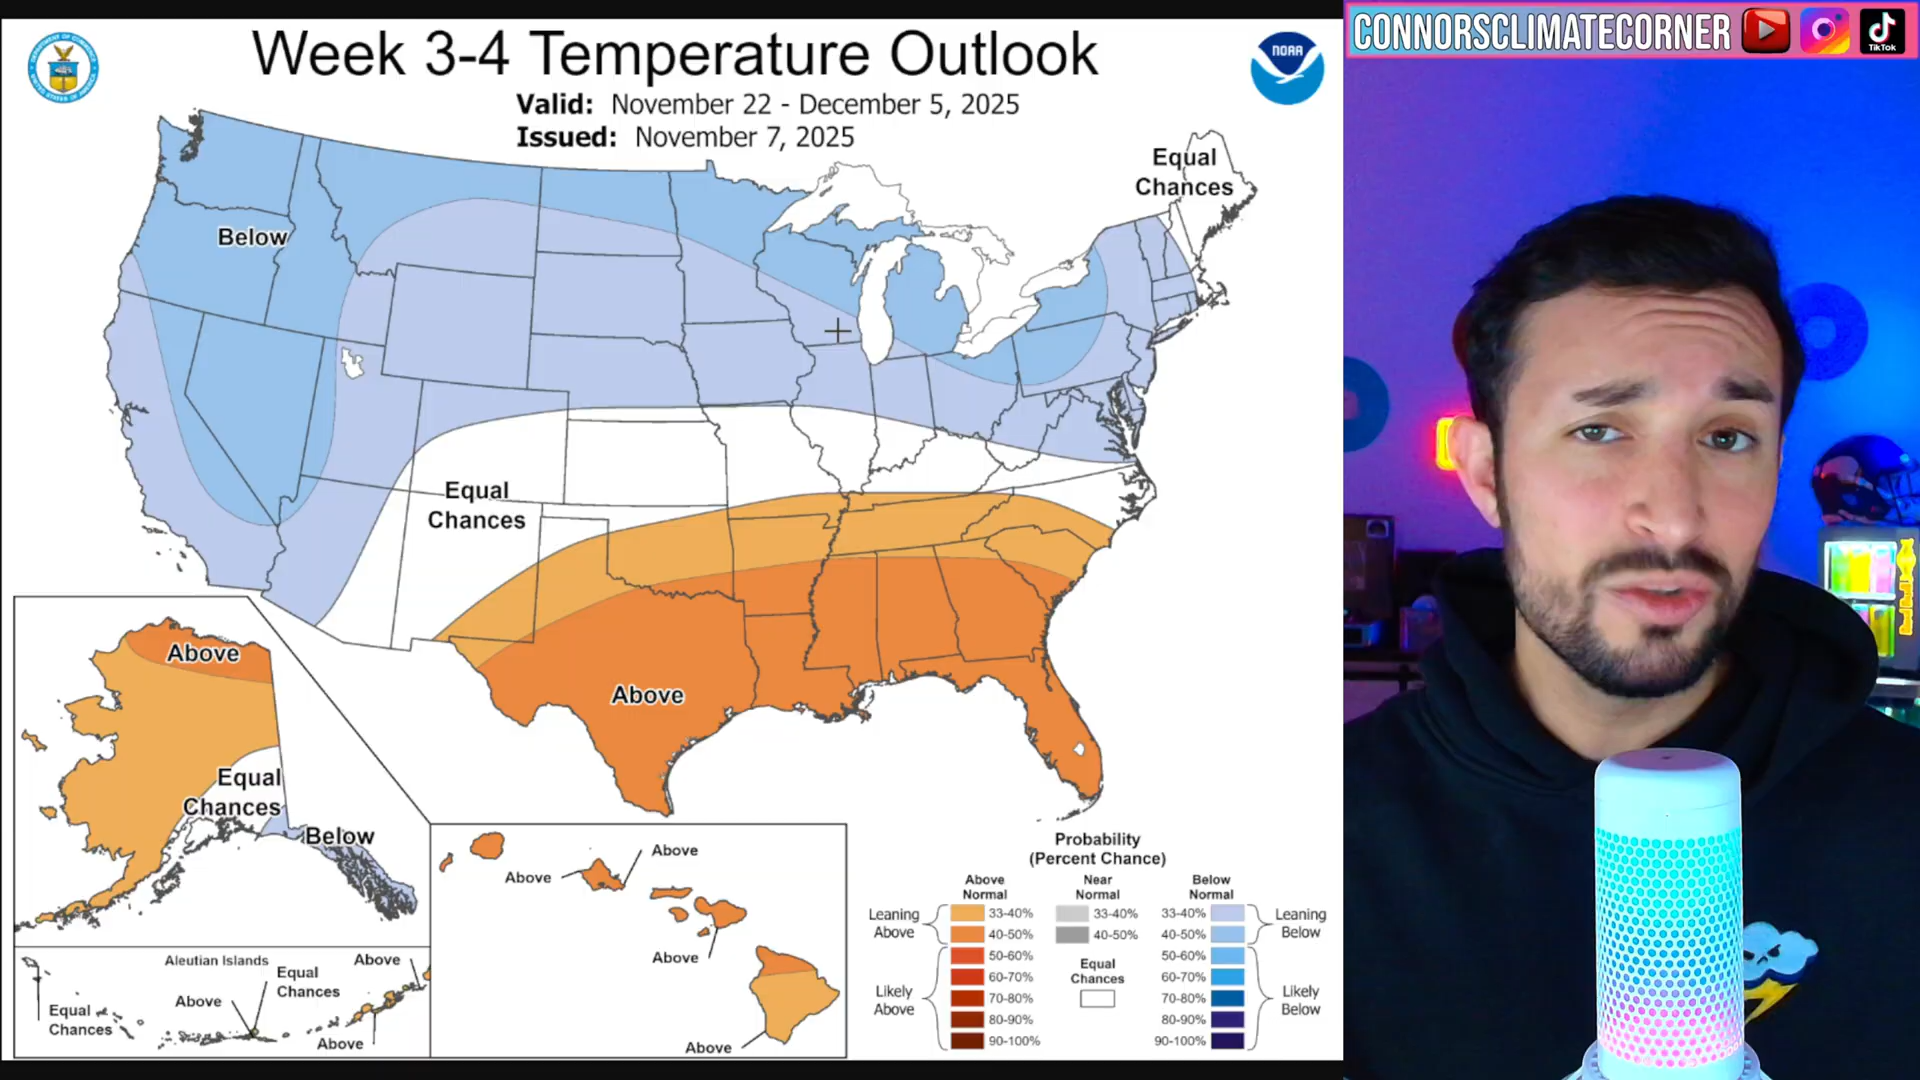 Week 3-4 Temperature Outlook
Valid: November 22 - December 5, 2025
Issued: November 7, 2025
NOAA
CONNORSCLIMATECORNER
TikTok
Equal
Chances
Below
Equal
Chances
Above
Above
Equal
Chances
Below
Aleutian Islands
Equal
Chances
Above
Above
Equal
Chances
Above
Above
Above
Above
Above
Probability
(Percent Chance)
Above
Normal
Near
Normal
Below
Normal
Leaning
Above
33-40%
33-40%
33-40%
Leaning
Below
40-50%
40-50%
40-50%
50-60%
50-60%
Equal
Chances
60-70%
60-70%
Likely
Above
70-80%
70-80%
Likely
Below
80-90%
80-90%
90-100%
90-100%